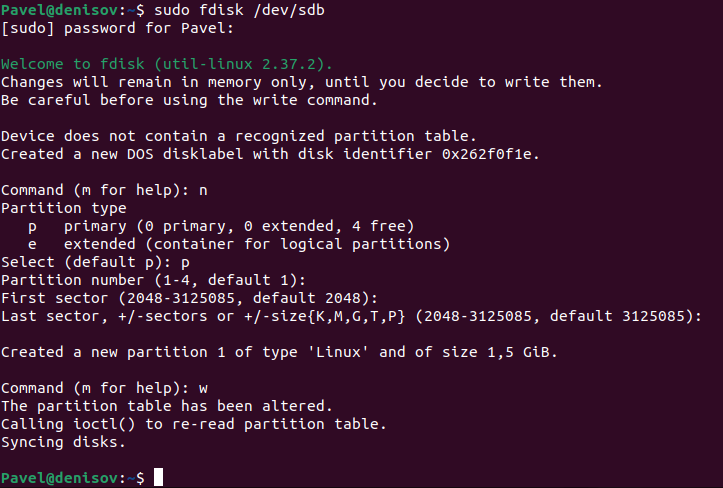 Pavel@denisov:~$ sudo fdisk /dev/sdb
[sudo] password for Pavel:
Welcome to fdisk (util-linux 2.37.2).
Changes will remain in memory only, until you decide to write them.
Be careful before using the write command.
Device does not contain a recognized partition table.
Created a new DOS disklabel with disk identifier 0x262f0f1e.
Command (m for help): n
Partition type
   p   primary (0 primary, 0 extended, 4 free)
   e   extended (container for logical partitions)
Select (default p): p
Partition number (1-4, default 1):
First sector (2048-3125085, default 2048):
Last sector, +/-sectors or +/-size{K,M,G,T,P} (2048-3125085, default 3125085):
Created a new partition 1 of type 'Linux' and of size 1,5 GiB.
Command (m for help): w
The partition table has been altered.
Calling ioctl() to re-read partition table.
Syncing disks.
Pavel@denisov:~$